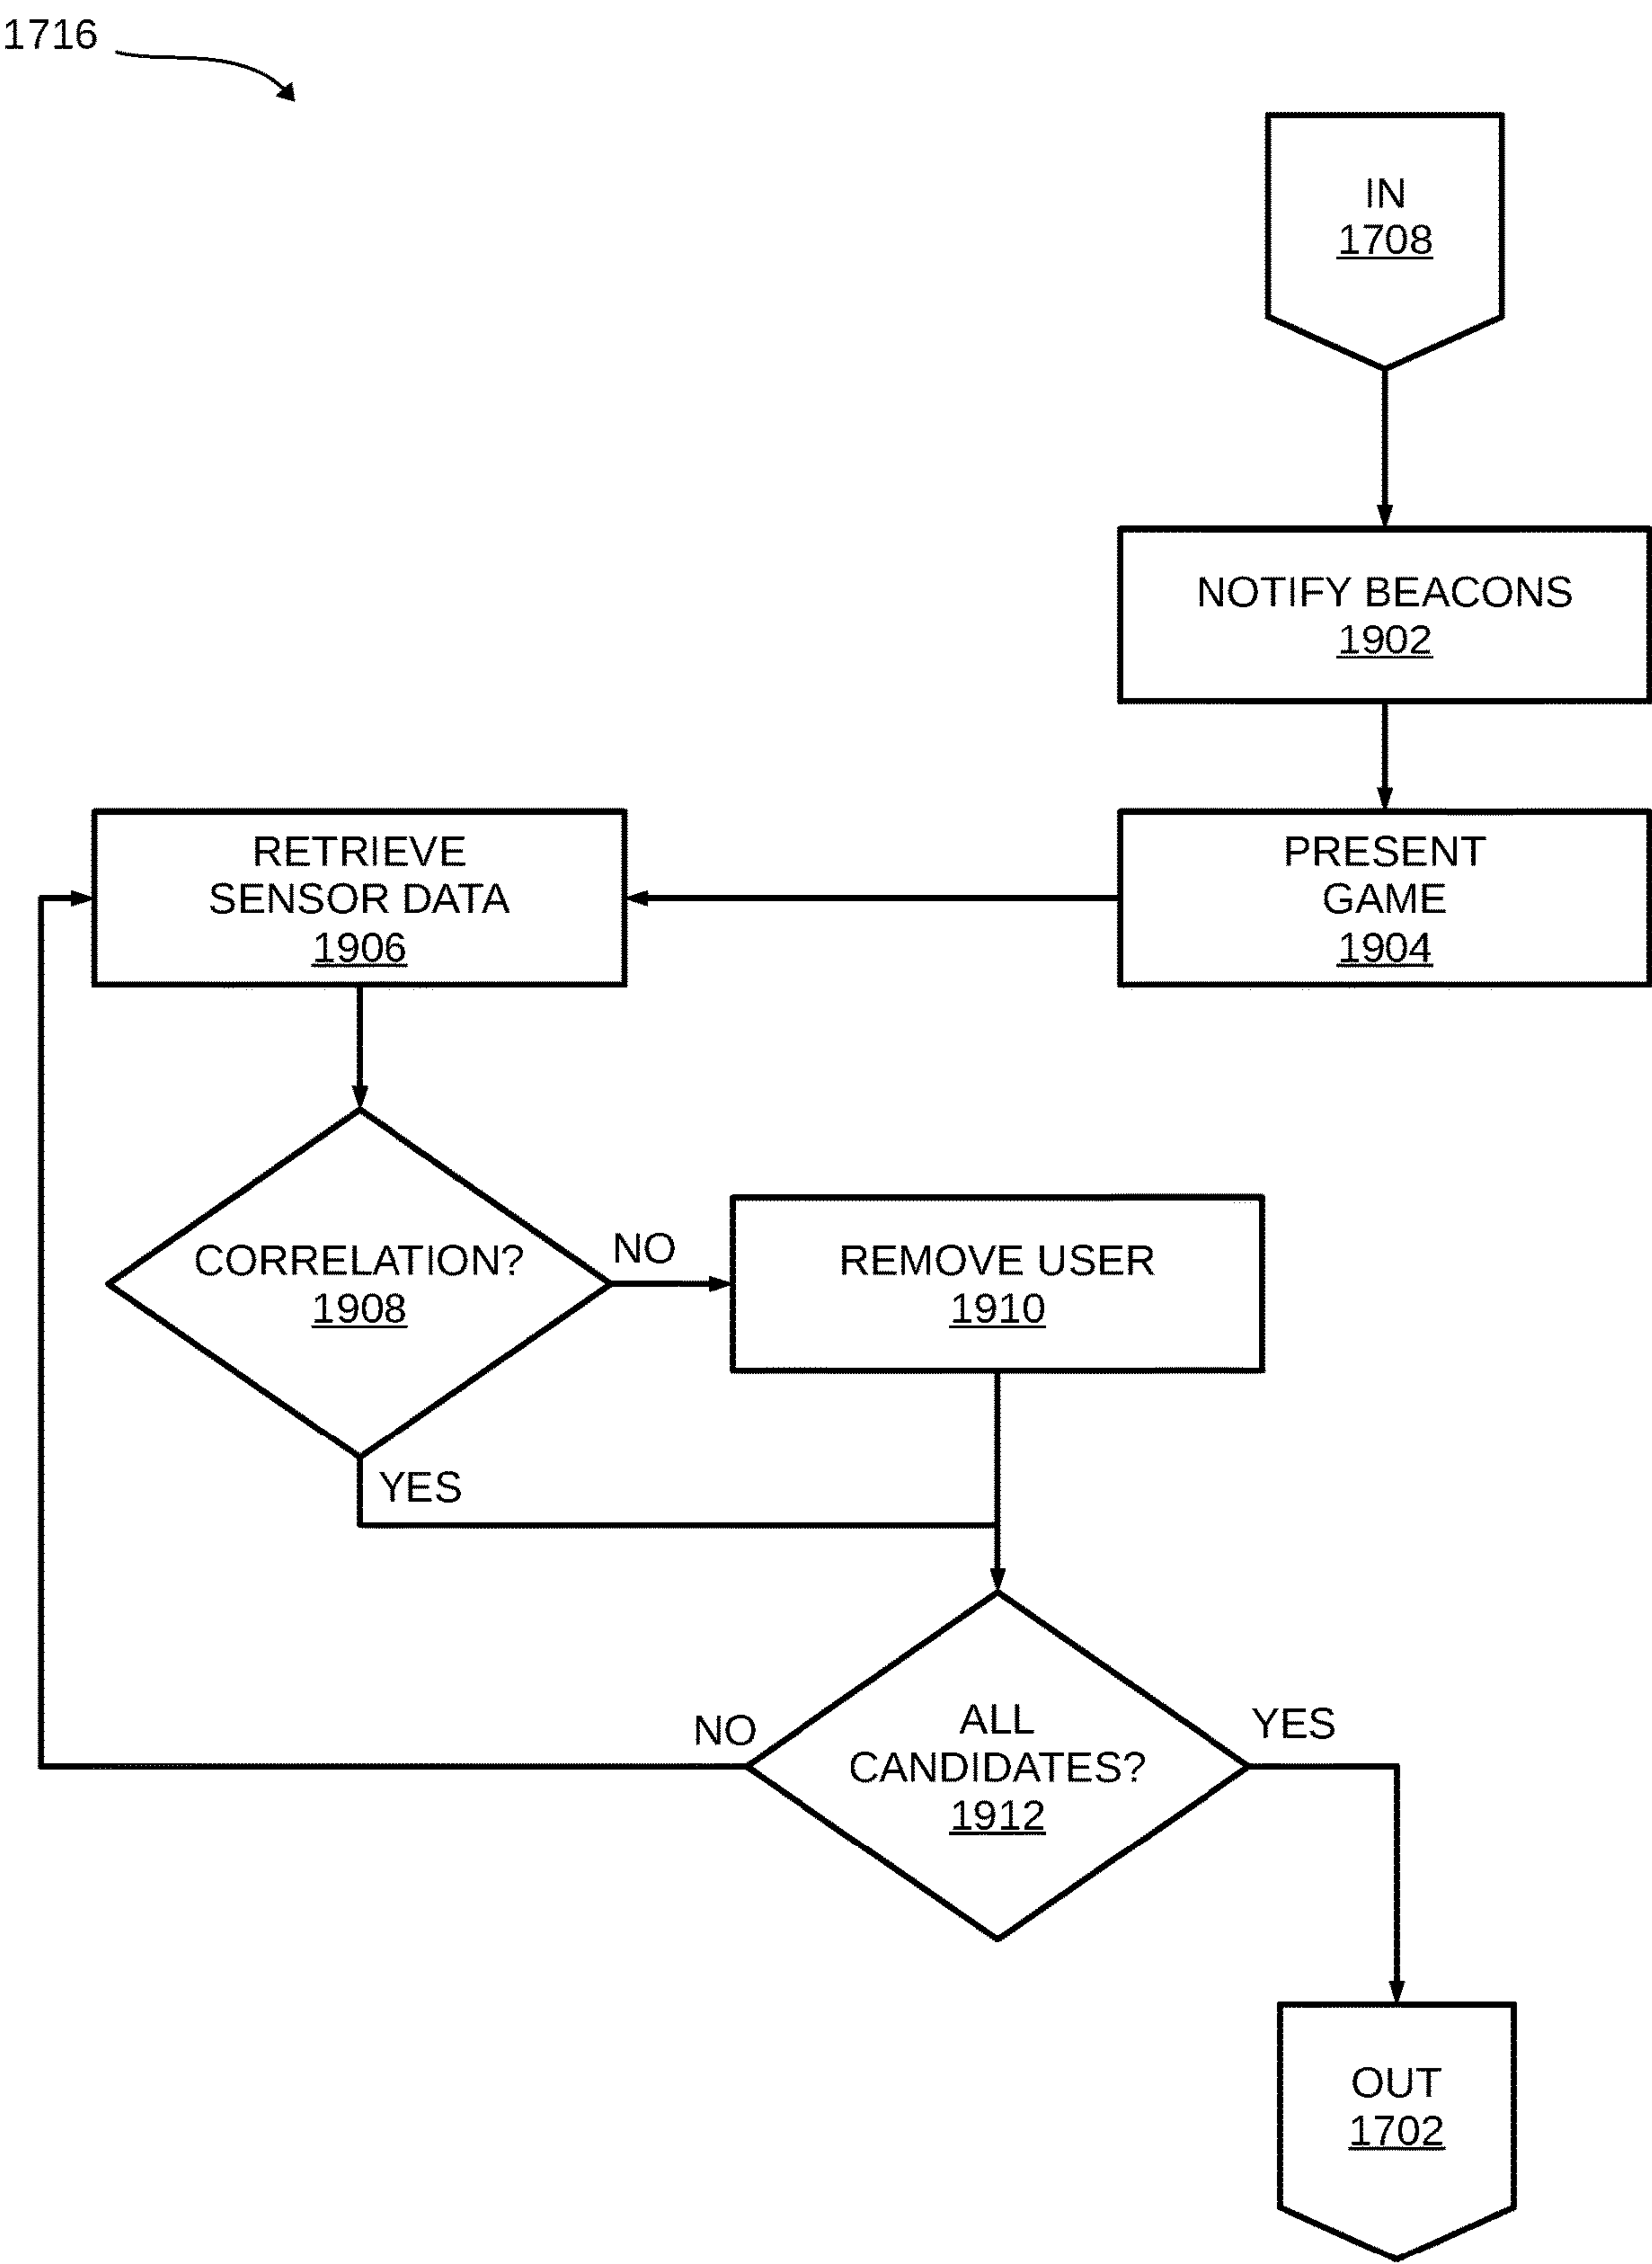 1716
IN
1708
NOTIFY BEACONS
1902
PRESENT
GAME
1904
RETRIEVE
SENSOR DATA
1906
CORRELATION?
1908
NO
REMOVE USER
1910
YES
ALL
CANDIDATES?
1912
NO
YES
OUT
1702